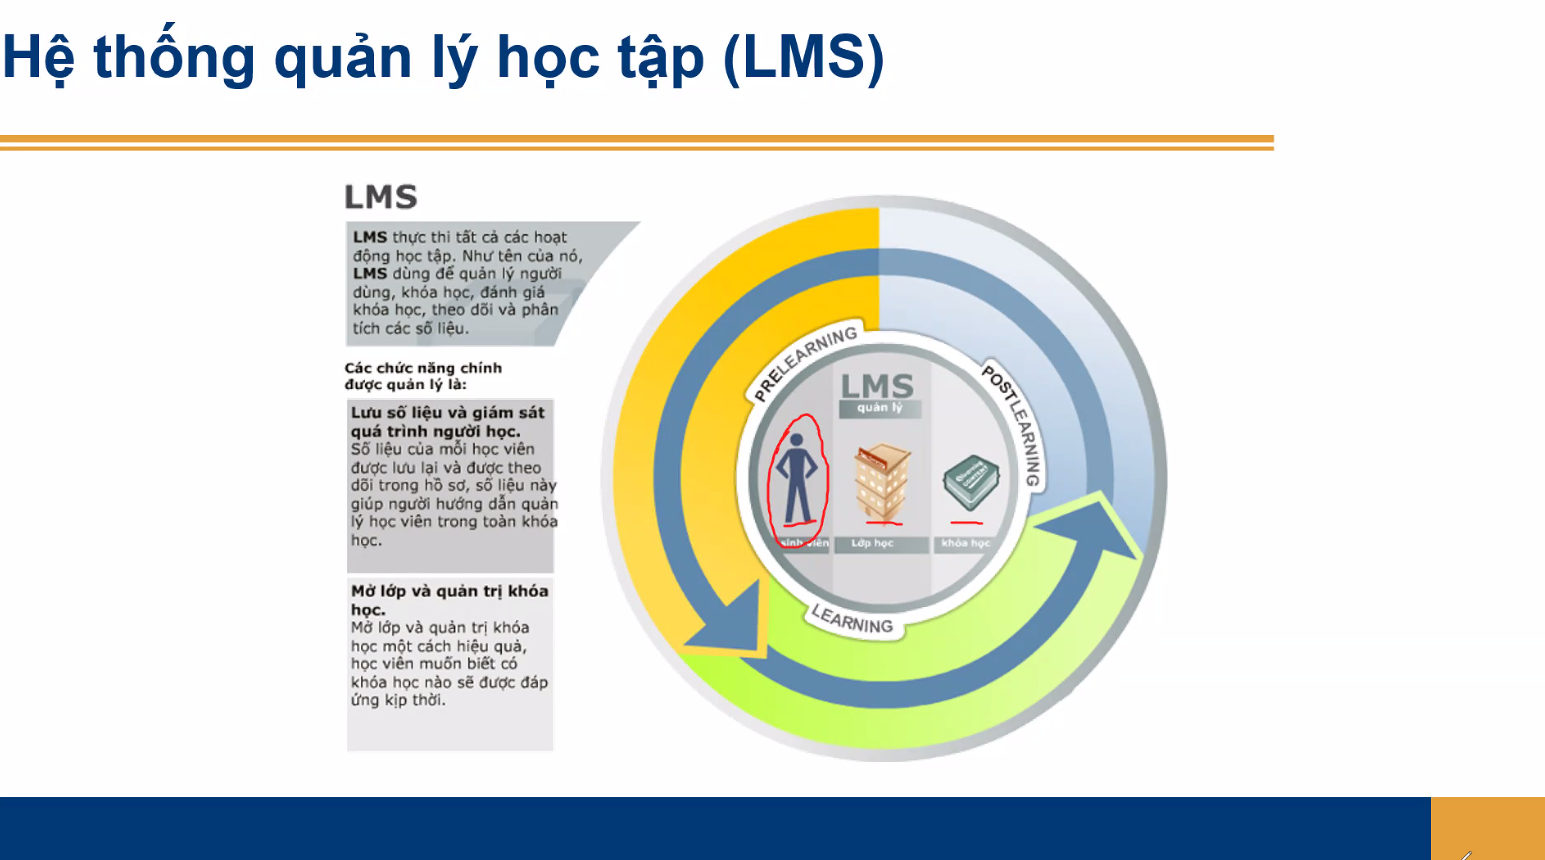 Hệ thống quản lý học tập (LMS)
LMS
LMS thực thi tất cả các hoạt
động học tập. Như tên của nó,
LMS dùng để quản lý người
dùng, khóa học, đánh giá
khóa học, theo dõi và phân
tích các số liệu.
Các chức năng chính
được quản lý là:
Lưu số liệu và giám sát
quá trình người học.
Số liệu của mỗi học viên
được lưu lại và được theo
dõi trong hồ sơ, số liệu này
giúp người hướng dẫn quản
lý học viên trong toàn khóa
học.
Mở lớp và quản trị khóa
học.
Mở lớp và quản trị khóa
học một cách hiệu quả,
học viên muốn biết có
khóa học nào sẽ được đáp
ứng kịp thời.
PRELEARNING
POSTLEARNING
LMS
quản lý
CONTENT
sinh viên
Lớp học
khóa học
LEARNING